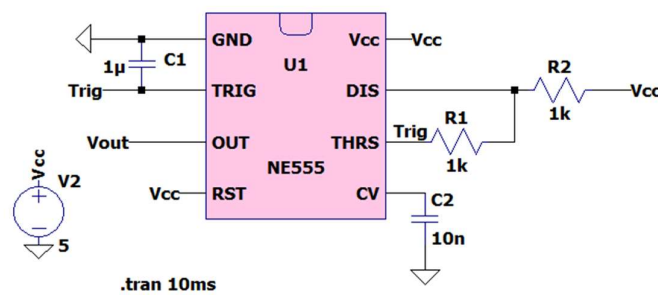 GND
Vcc
Vcc
R2
1µ
C1
U1
Trig
TRIG
DIS
Vcc
R1
1k
Trig
Vout
OUT
THRS
1k
Vcc
V2
Vcc
RST
NE555
CV
C2
10n
5
.tran 10ms